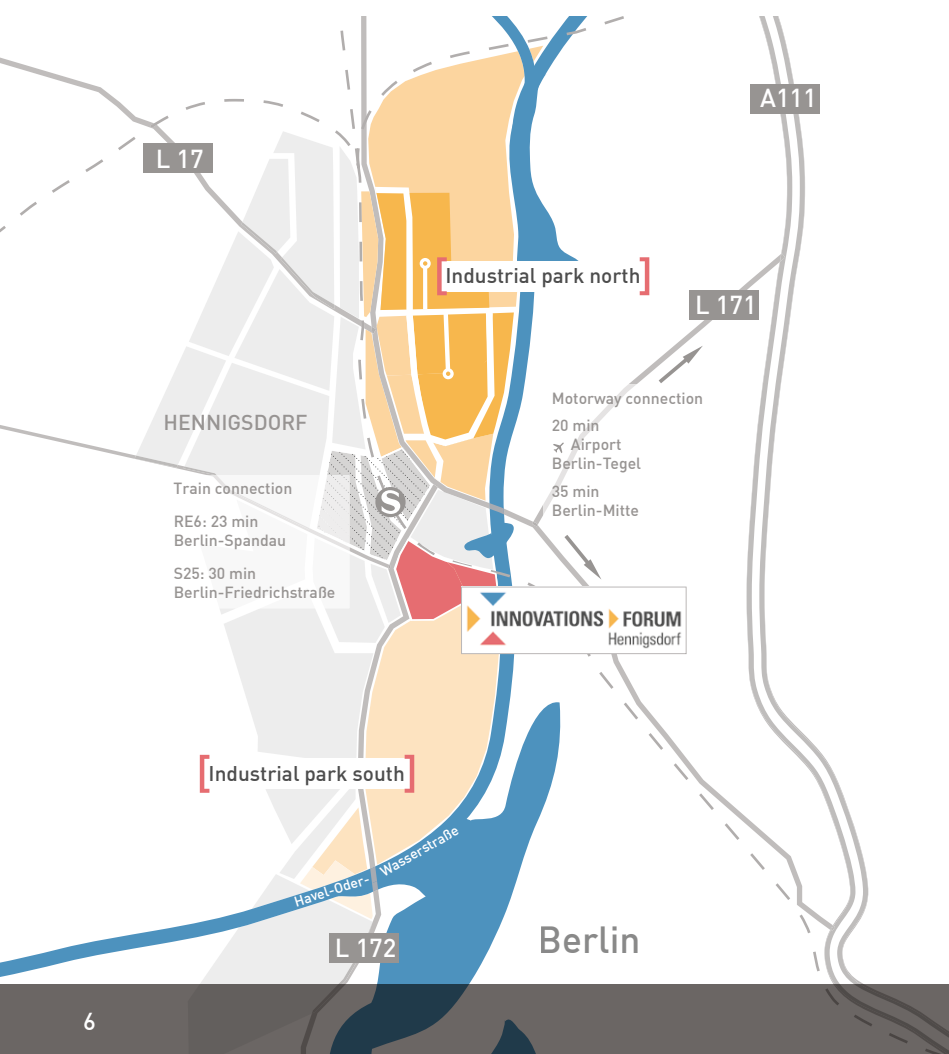 A111
L 17
Industrial park north
L 171
Motorway connection
20 min
Airport
Berlin-Tegel
35 min
Berlin-Mitte
HENNIGSDORF
Train connection
RE6: 23 min
Berlin-Spandau
S25: 30 min
Berlin-Friedrichstraße
S
INNOVATIONS FORUM
Hennigsdorf
Industrial park south
Havel-Oder-Wasserstraße
Berlin
L 172
6